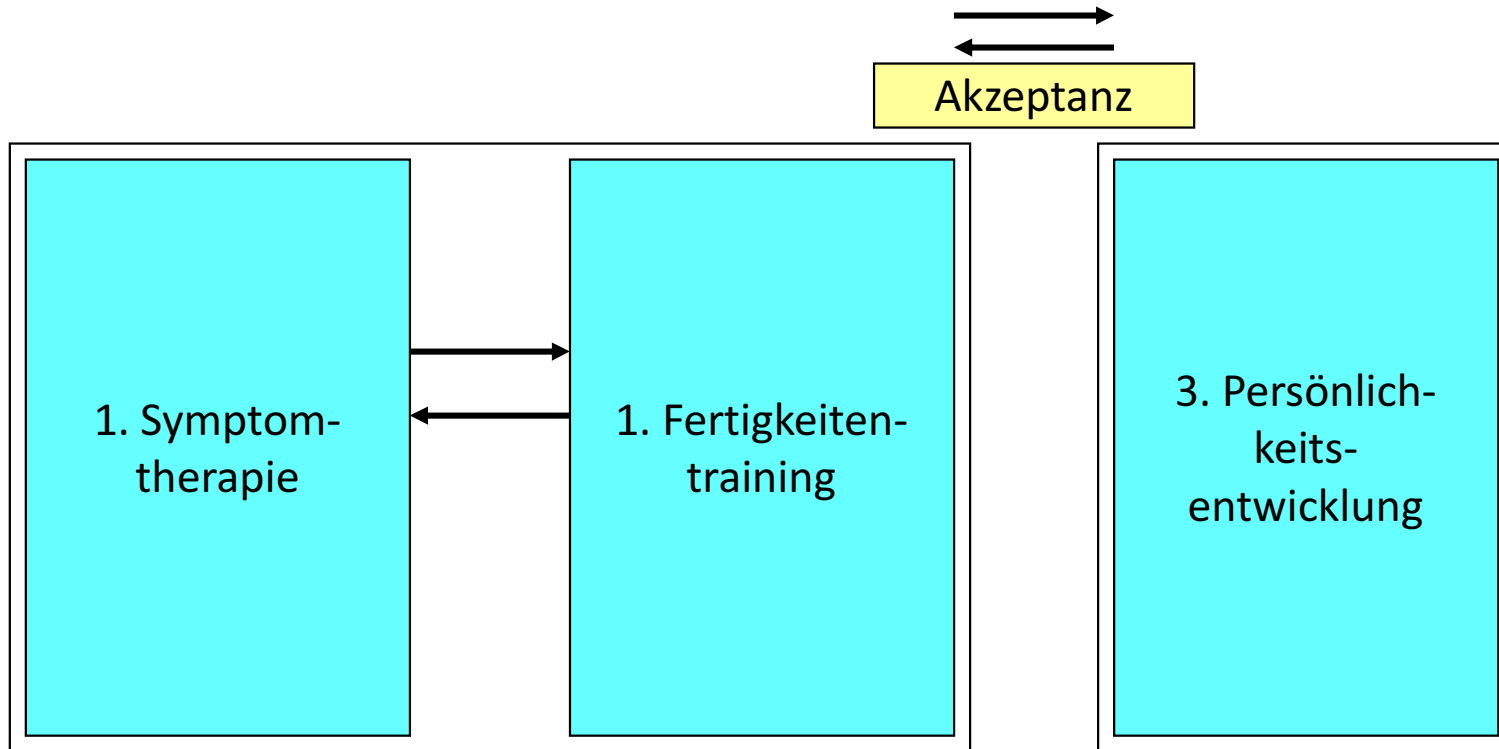 Akzeptanz
1. Symptom-
therapie
1. Fertigkeiten-
training
3. Persönlich-
keits-
entwicklung